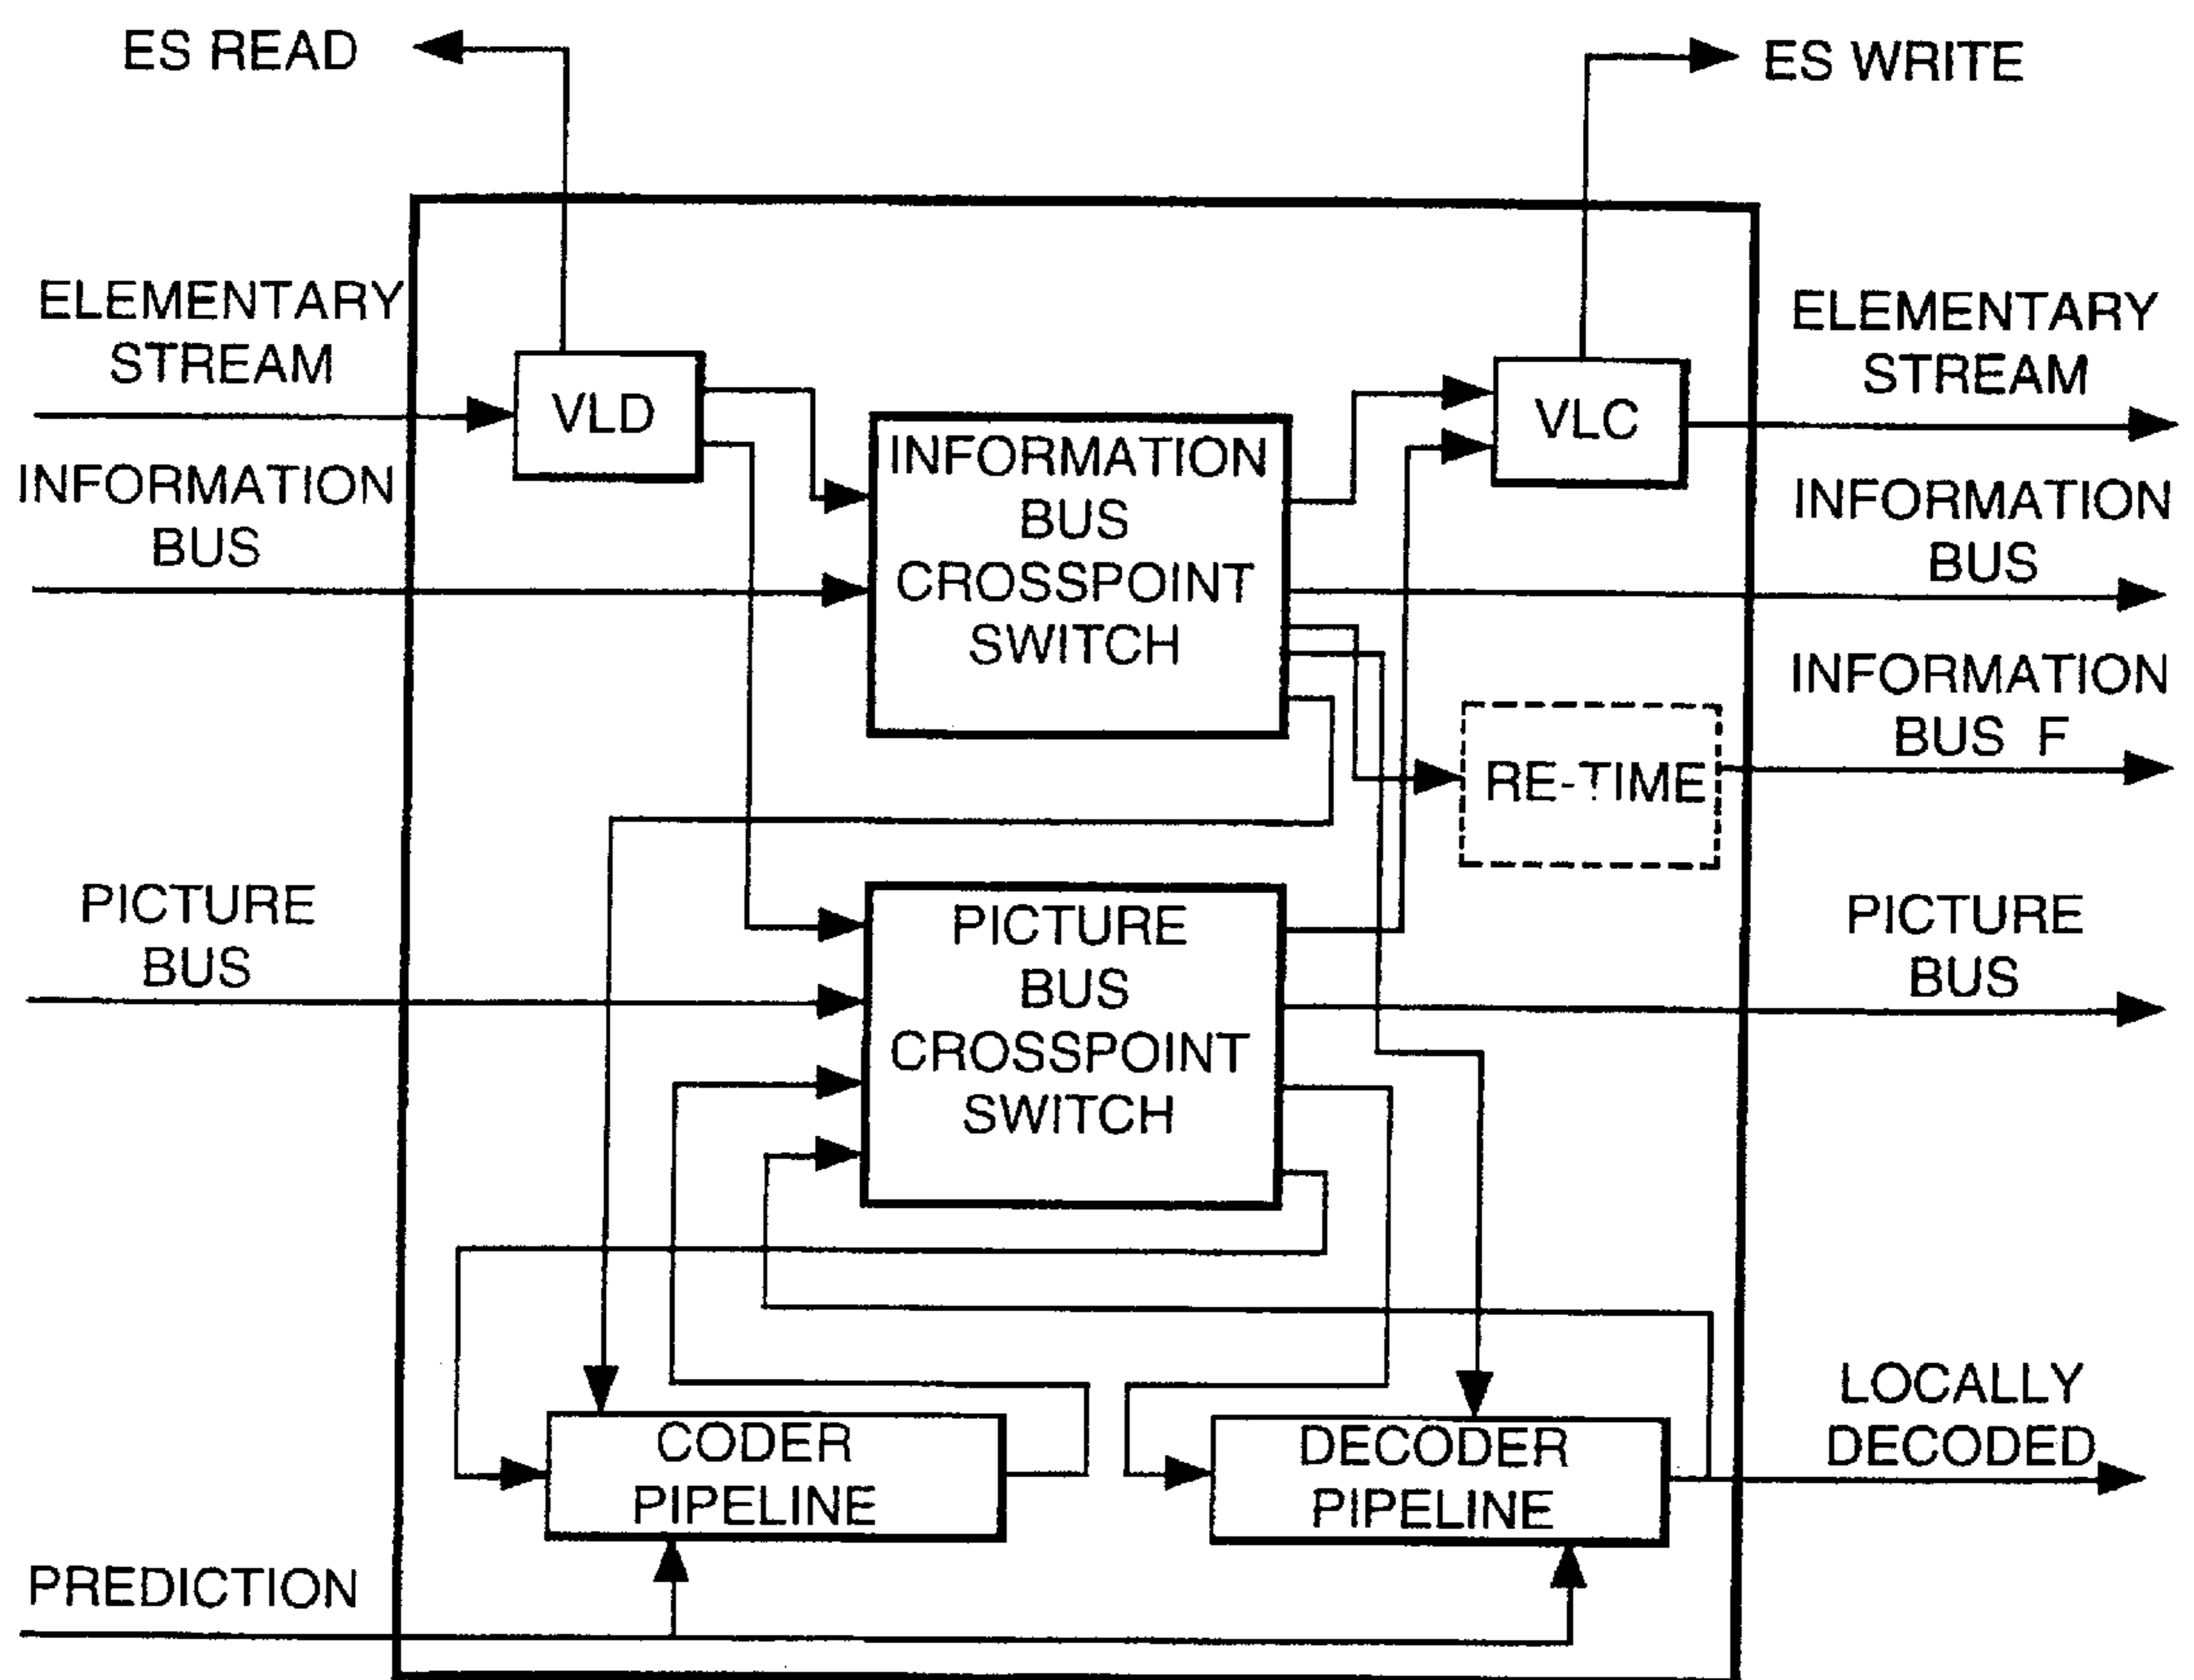 ES READ
ES WRITE
ELEMENTARY
STREAM
VLD
INFORMATION
BUS
INFORMATION
BUS
CROSSPOINT
SWITCH
VLC
ELEMENTARY
STREAM
INFORMATION
BUS
INFORMATION
BUS F
RE-TIME
PICTURE
BUS
PICTURE
BUS
CROSSPOINT
SWITCH
PICTURE
BUS
CODER
PIPELINE
DECODER
PIPELINE
LOCALLY
DECODED
PREDICTION